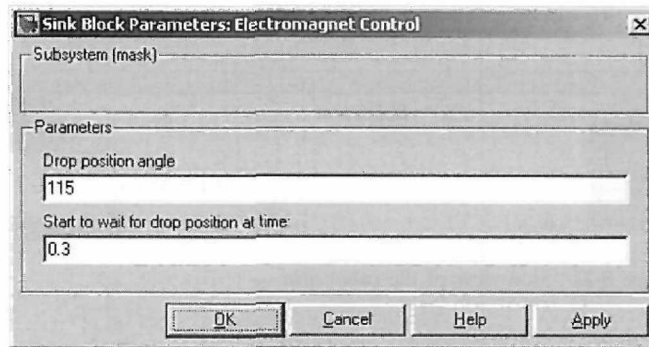 Sink Block Parameters: Electromagnet Control
Subsystem (mask)
Parameters
Drop position angle
115
Start to wait for drop position at time:
0.3
OK Cancel Help Apply